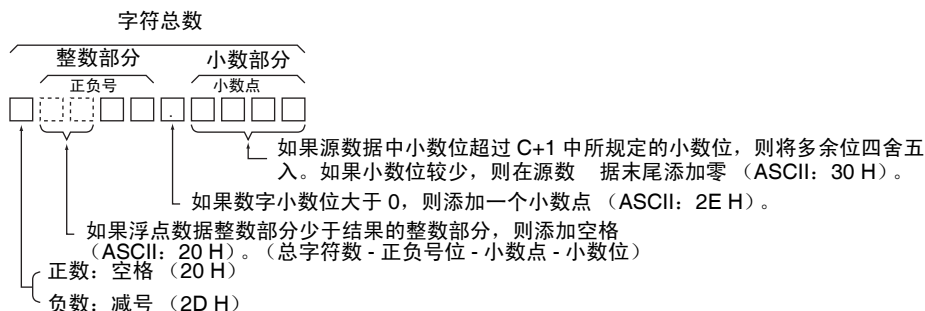 字符总数
整数部分 小数部分
正负号 小数点
.
如果源数据中小数位超过 C+1 中所规定的小数位，则将多余位四舍五
入。如果小数位较少，则在源数 据末尾添加零 （ASCII：30 H）。
如果数字小数位大于 0，则添加一个小数点 （ASCII：2E H）。
如果浮点数据整数部分少于结果的整数部分，则添加空格
（ASCII：20 H）。（总字符数 - 正负号位 - 小数点 - 小数位）
正数：空格 （20 H）
负数：减号 （2D H）